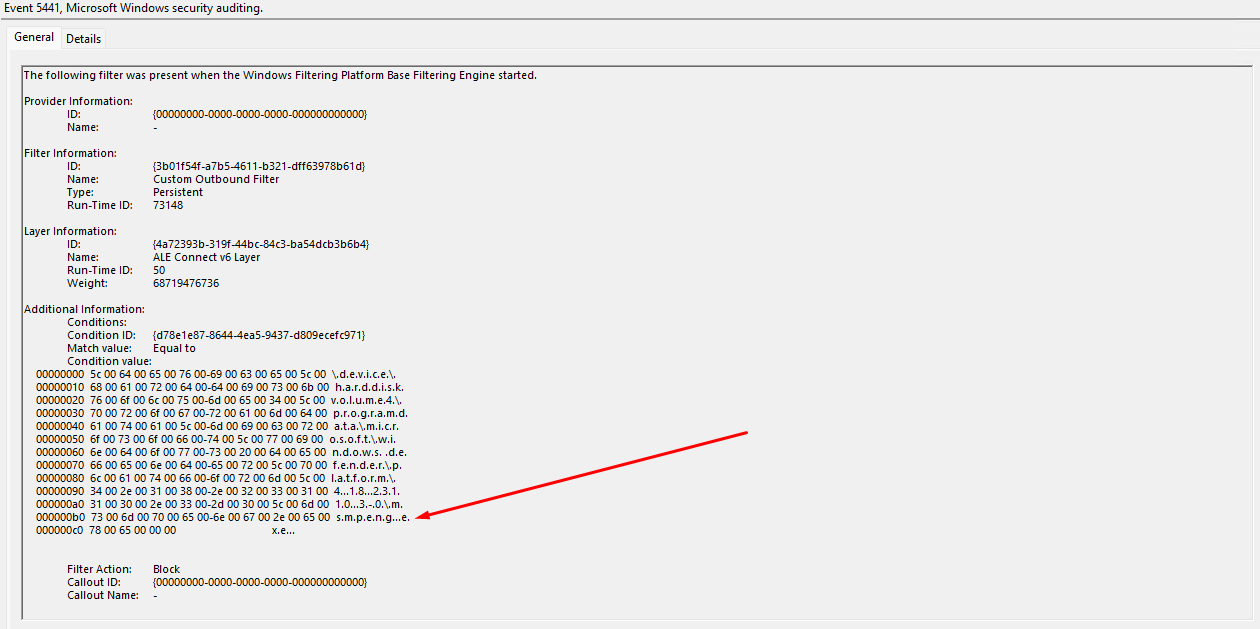 Event 5441, Microsoft Windows security auditing.
General Details
The following filter was present when the Windows Filtering Platform Base Filtering Engine started.
Provider Information:
ID: {00000000-0000-0000-0000-000000000000}
Name: -
Filter Information:
ID: {3b01f54f-a7b5-4611-b321-dff63978b61d}
Name: Custom Outbound Filter
Type: Persistent
Run-Time ID: 73148
Layer Information:
ID: {4a72393b-319f-44bc-84c3-ba54dcb3b6b4}
Name: ALE Connect v6 Layer
Run-Time ID: 50
Weight: 68719476736
Additional Information:
Conditions:
Condition ID: {d78e1e87-8644-4ea5-9437-d809ecefc971}
Match value: Equal to
Condition value:
00000000 5c 00 64 00 65 00 76 00-69 00 63 00 65 00 5c 00 \.d.e.v.i.c.e.\.
00000010 68 00 61 00 72 00 64 00-64 00 69 00 73 00 6b 00 h.a.r.d.d.i.s.k.
00000020 76 00 6f 00 6c 00 75 00-6d 00 65 00 34 00 5c 00 v.o.l.u.m.e.4.\.
00000030 70 00 72 00 6f 00 67 00-72 00 61 00 6d 00 64 00 p.r.o.g.r.a.m.d.
00000040 61 00 74 00 61 00 5c 00-6d 00 69 00 63 00 72 00 a.t.a.\.m.i.c.r.
00000050 6f 00 73 00 6f 00 66 00-74 00 5c 00 77 00 69 00 o.s.o.f.t.\.w.i.
00000060 6e 00 64 00 6f 00 77 00-73 00 20 00 64 00 65 00 n.d.o.w.s. .d.e.
00000070 66 00 65 00 6e 00 64 00-65 00 72 00 5c 00 70 00 f.e.n.d.e.r.\.p.
00000080 6c 00 61 00 74 00 66 00-6f 00 72 00 6d 00 5c 00 l.a.t.f.o.r.m.\.
00000090 34 00 2e 00 31 00 38 00-2e 00 32 00 33 00 31 00 4...1.8...2.3.1.
000000a0 31 00 30 00 2e 00 33 00-2d 00 30 00 5c 00 6d 00 1.0...3.-.0.\.m.
000000b0 73 00 6d 00 70 00 65 00-6e 00 67 00 2e 00 65 00 s.m.p.e.n.g...e.
000000c0 78 00 65 00 00 00 x.e...
Filter Action: Block
Callout ID: {00000000-0000-0000-0000-000000000000}
Callout Name: -